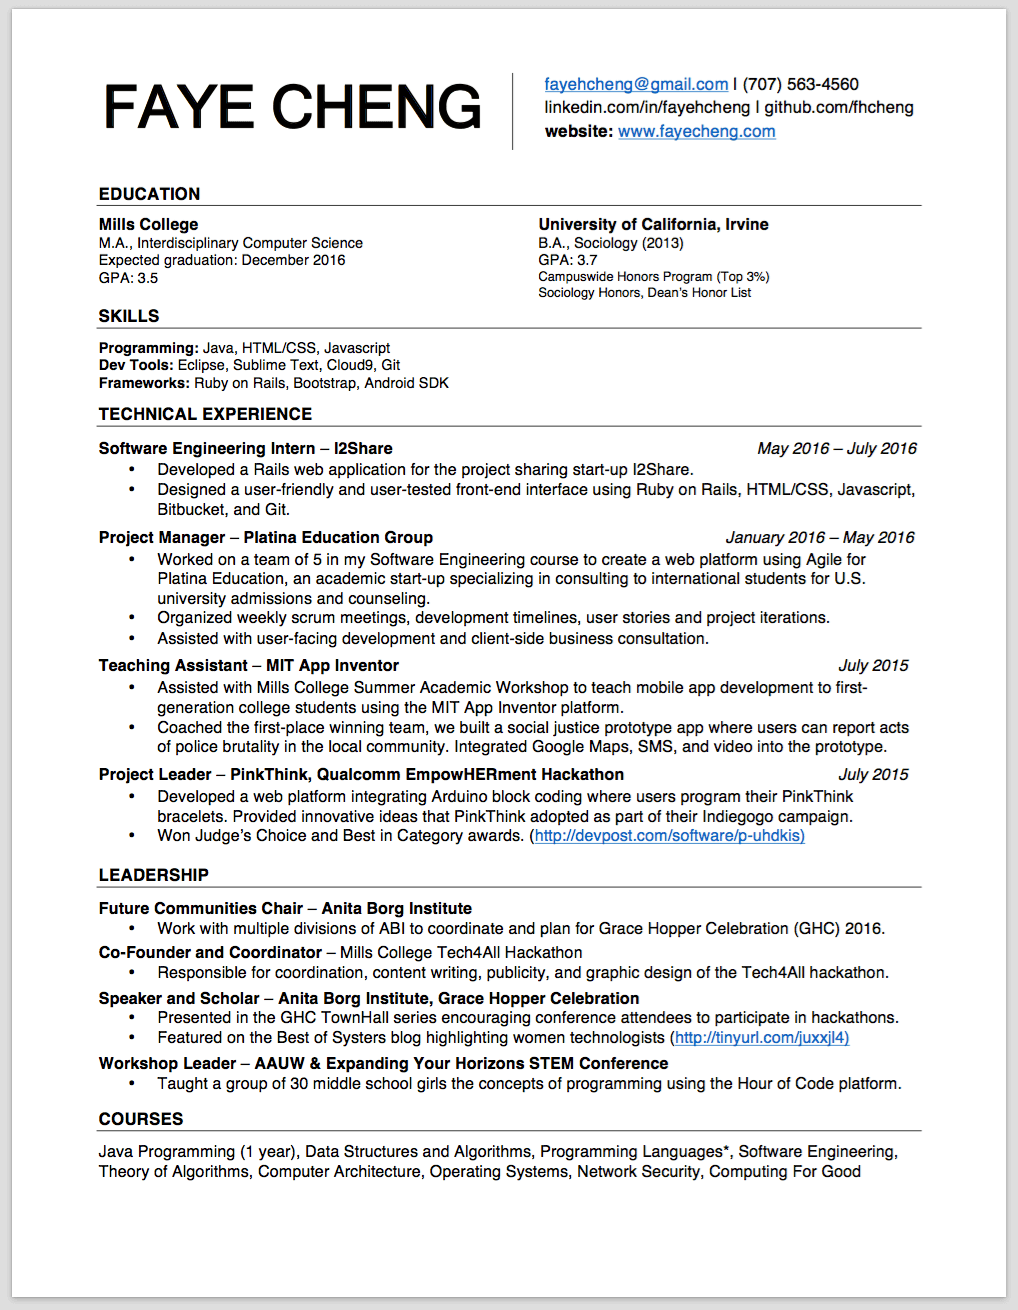 FAYE CHENG
fayehcheng@gmail.com | (707) 563-4560
linkedin.com/in/fayehcheng | github.com/fhcheng
website: www.fayecheng.com
EDUCATION
Mills College
M.A., Interdisciplinary Computer Science
Expected graduation: December 2016
GPA: 3.5
University of California, Irvine
B.A., Sociology (2013)
GPA: 3.7
Campuswide Honors Program (Top 3%)
Sociology Honors, Dean's Honor List
SKILLS
Programming: Java, HTML/CSS, Javascript
Dev Tools: Eclipse, Sublime Text, Cloud9, Git
Frameworks: Ruby on Rails, Bootstrap, Android SDK
TECHNICAL EXPERIENCE
Software Engineering Intern – I2Share May 2016 – July 2016
• Developed a Rails web application for the project sharing start-up I2Share.
• Designed a user-friendly and user-tested front-end interface using Ruby on Rails, HTML/CSS, Javascript,
Bitbucket, and Git.
Project Manager – Platina Education Group January 2016 – May 2016
• Worked on a team of 5 in my Software Engineering course to create a web platform using Agile for
Platina Education, an academic start-up specializing in consulting to international students for U.S.
university admissions and counseling.
• Organized weekly scrum meetings, development timelines, user stories and project iterations.
• Assisted with user-facing development and client-side business consultation.
Teaching Assistant – MIT App Inventor July 2015
• Assisted with Mills College Summer Academic Workshop to teach mobile app development to first-
generation college students using the MIT App Inventor platform.
• Coached the first-place winning team, we built a social justice prototype app where users can report acts
of police brutality in the local community. Integrated Google Maps, SMS, and video into the prototype.
Project Leader – PinkThink, Qualcomm EmpowHERment Hackathon July 2015
• Developed a web platform integrating Arduino block coding where users program their PinkThink
bracelets. Provided innovative ideas that PinkThink adopted as part of their Indiegogo campaign.
• Won Judge's Choice and Best in Category awards. (http://devpost.com/software/p-uhdkis)
LEADERSHIP
Future Communities Chair – Anita Borg Institute
• Work with multiple divisions of ABI to coordinate and plan for Grace Hopper Celebration (GHC) 2016.
Co-Founder and Coordinator – Mills College Tech4All Hackathon
• Responsible for coordination, content writing, publicity, and graphic design of the Tech4All hackathon.
Speaker and Scholar – Anita Borg Institute, Grace Hopper Celebration
• Presented in the GHC TownHall series encouraging conference attendees to participate in hackathons.
• Featured on the Best of Systers blog highlighting women technologists (http://tinyurl.com/juxxjl4)
Workshop Leader – AAUW & Expanding Your Horizons STEM Conference
• Taught a group of 30 middle school girls the concepts of programming using the Hour of Code platform.
COURSES
Java Programming (1 year), Data Structures and Algorithms, Programming Languages*, Software Engineering,
Theory of Algorithms, Computer Architecture, Operating Systems, Network Security, Computing For Good